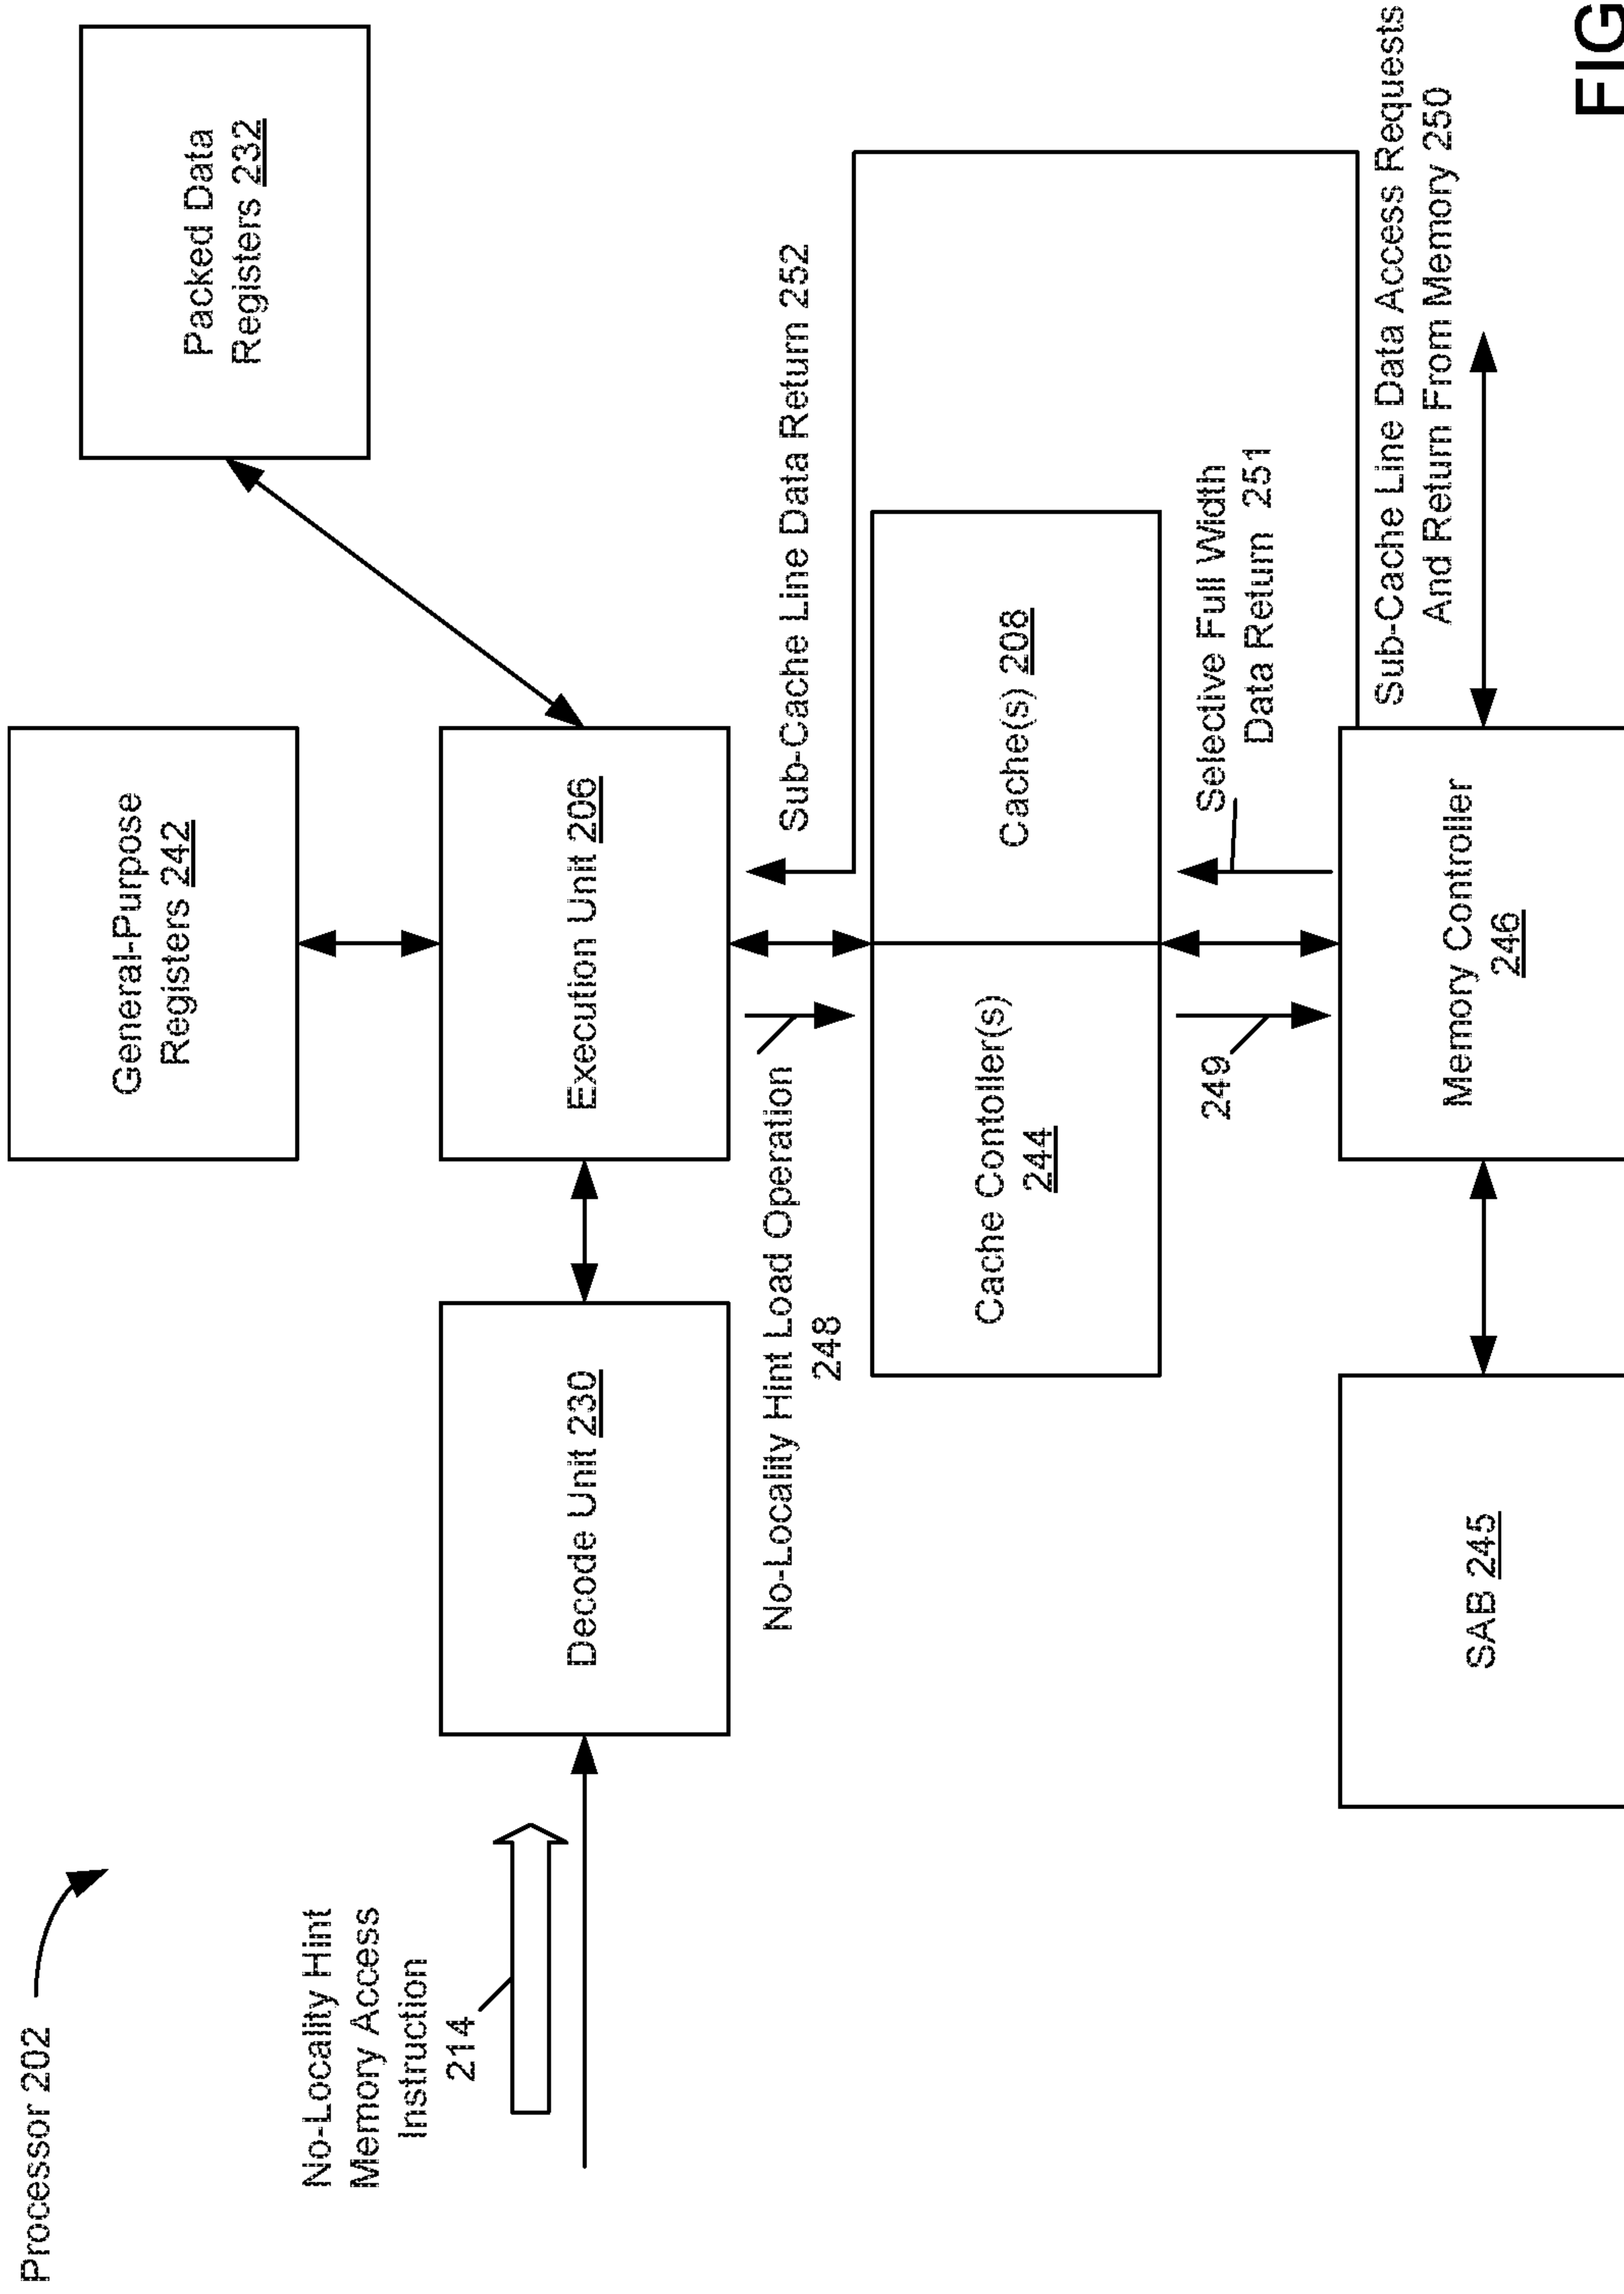 Processor 202
General-Purpose
Registers 242
Packed Data
Registers 232
No-Locality Hint
Memory Access
Instruction
214
Decode Unit 230
Execution Unit 206
No-Locality Hint Load Operation
248
Sub-Cache Line Data Return 252
Cache Contoller(s)
244
Cache(s) 208
249
Selective Full Width
Data Return 251
SAB 245
Memory Controller
246
Sub-Cache Line Data Access Requests
And Return From Memory 250
FIG